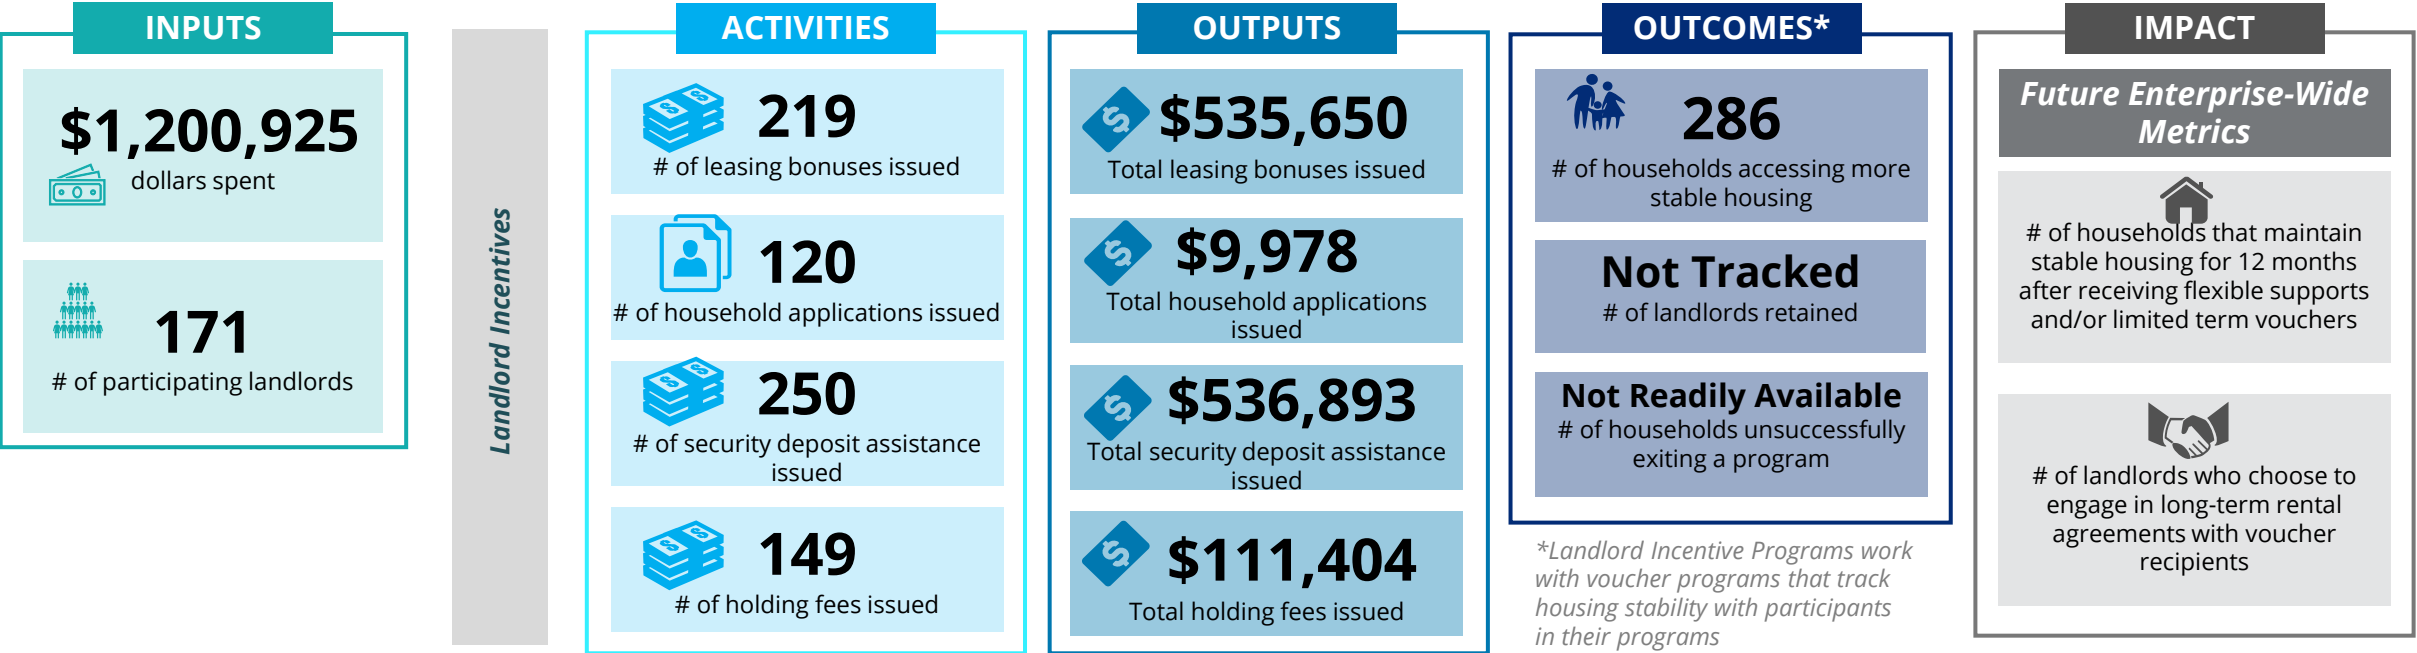 INPUTS
$1,200,925
dollars spent
171
# of participating landlords
Landlord Incentives
ACTIVITIES
219
# of leasing bonuses issued
120
# of household applications issued
250
# of security deposit assistance
issued
149
# of holding fees issued
OUTPUTS
$535,650
Total leasing bonuses issued
$9,978
Total household applications
issued
$536,893
Total security deposit assistance
issued
$111,404
Total holding fees issued
OUTCOMES*
286
# of households accessing more
stable housing
Not Tracked
# of landlords retained
Not Readily Available
# of households unsuccessfully
exiting a program
*Landlord Incentive Programs work
with voucher programs that track
housing stability with participants
in their programs
IMPACT
Future Enterprise-Wide
Metrics
# of households that maintain
stable housing for 12 months
after receiving flexible supports
and/or limited term vouchers
# of landlords who choose to
engage in long-term rental
agreements with voucher
recipients